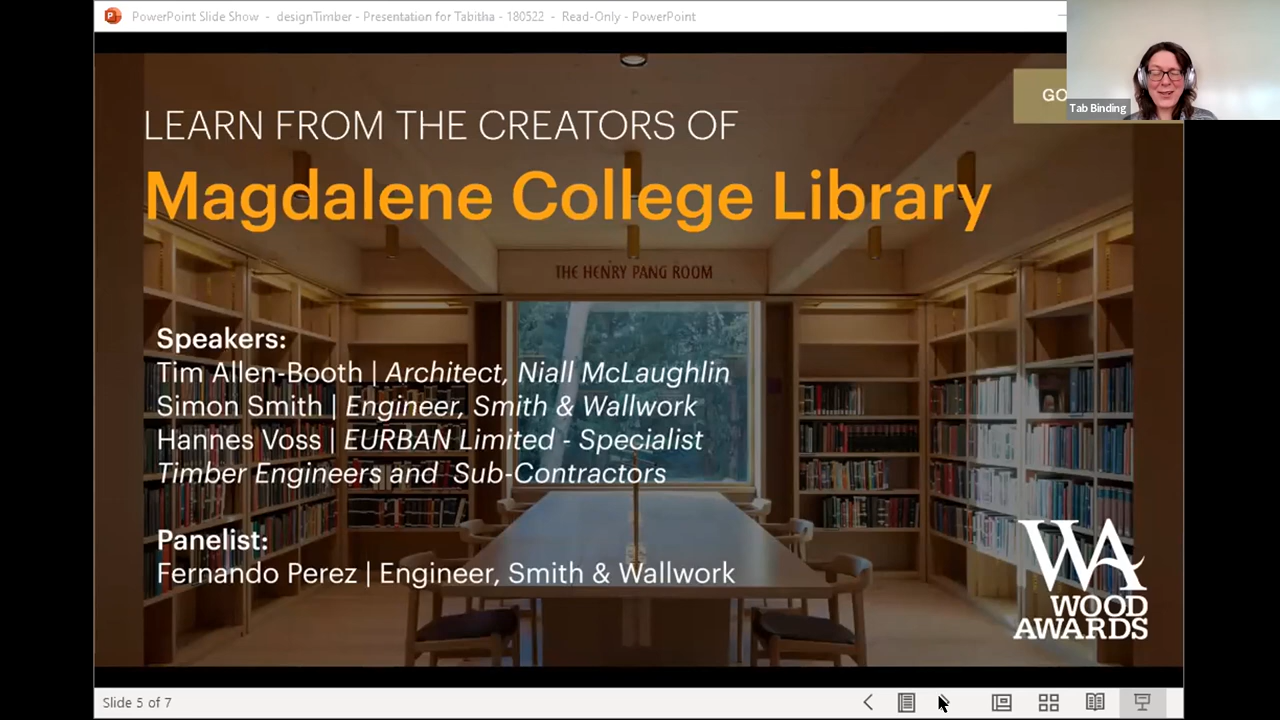 PowerPoint Slide Show - designTimber - Presentation for Tabitha - 180522 - Read-Only - PowerPoint
GO
Tab Binding
LEARN FROM THE CREATORS OF
Magdalene College Library
THE HENRY PANG ROOM
Speakers:
Tim Allen-Booth | Architect, Niall McLaughlin
Simon Smith | Engineer, Smith & Wallwork
Hannes Voss | EURBAN Limited - Specialist
Timber Engineers and Sub-Contractors
Panelist:
Fernando Perez | Engineer, Smith & Wallwork
WA
WOOD
AWARDS
Slide 5 of 7